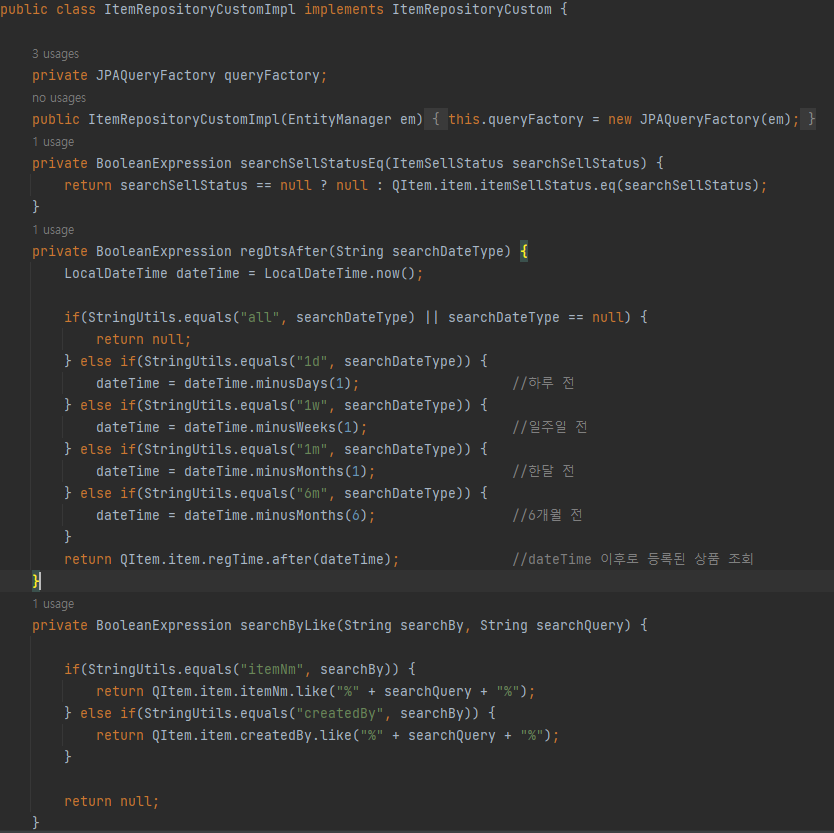 public class ItemRepositoryCustomImpl implements ItemRepositoryCustom {
3 usages
private JPAQueryFactory queryFactory;
no usages
public ItemRepositoryCustomImpl(EntityManager em) { this.queryFactory = new JPAQueryFactory(em); }
1 usage
private BooleanExpression searchSellStatusEq(ItemSellStatus searchSellStatus) {
return searchSellStatus == null ? null : QItem.item.itemSellStatus.eq(searchSellStatus);
}
1 usage
private BooleanExpression regDtsAfter(String searchDateType) {
LocalDateTime dateTime = LocalDateTime.now();
if(StringUtils.equals("all", searchDateType) || searchDateType == null) {
return null;
} else if(StringUtils.equals("1d", searchDateType)) {
dateTime = dateTime.minusDays(1); //하루 전
} else if(StringUtils.equals("1w", searchDateType)) {
dateTime = dateTime.minusWeeks(1); //일주일 전
} else if(StringUtils.equals("1m", searchDateType)) {
dateTime = dateTime.minusMonths(1); //한달 전
} else if(StringUtils.equals("6m", searchDateType)) {
dateTime = dateTime.minusMonths(6); //6개월 전
}
return QItem.item.regTime.after(dateTime); //dateTime 이후로 등록된 상품 조회
}
1 usage
private BooleanExpression searchByLike(String searchBy, String searchQuery) {
if(StringUtils.equals("itemNm", searchBy)) {
return QItem.item.itemNm.like("%" + searchQuery + "%");
} else if(StringUtils.equals("createdBy", searchBy)) {
return QItem.item.createdBy.like("%" + searchQuery + "%");
}
return null;
}